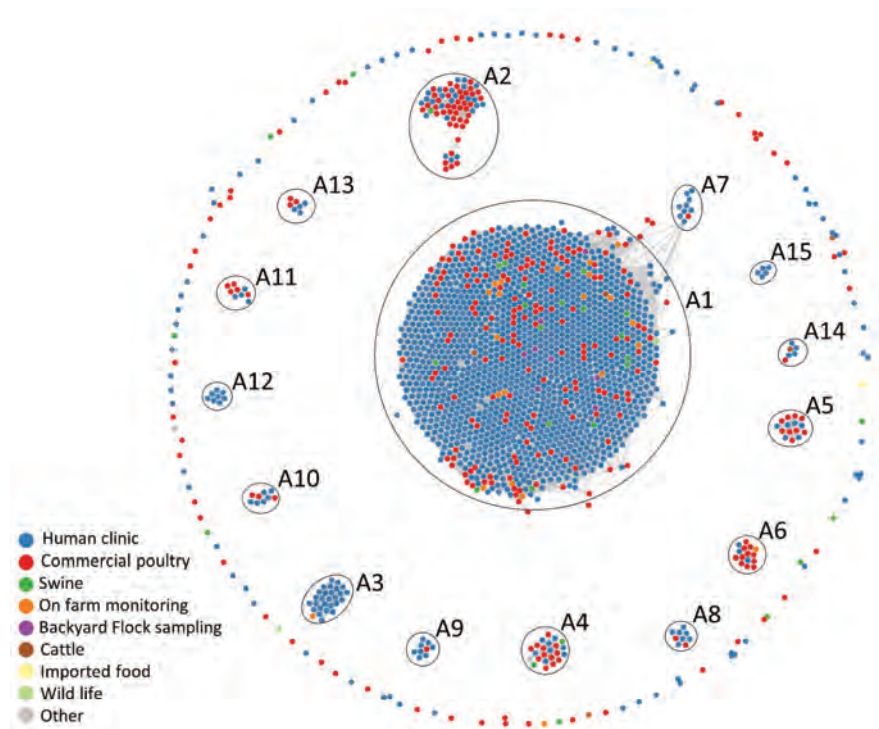 A2
A13
A7
A11
A15
A1
A14
A12
A5
A10
A6
A3
A9
A4
A8
Human clinic
Commercial poultry
Swine
On farm monitoring
Backyard Flock sampling
Cattle
Imported food
Wild life
Other